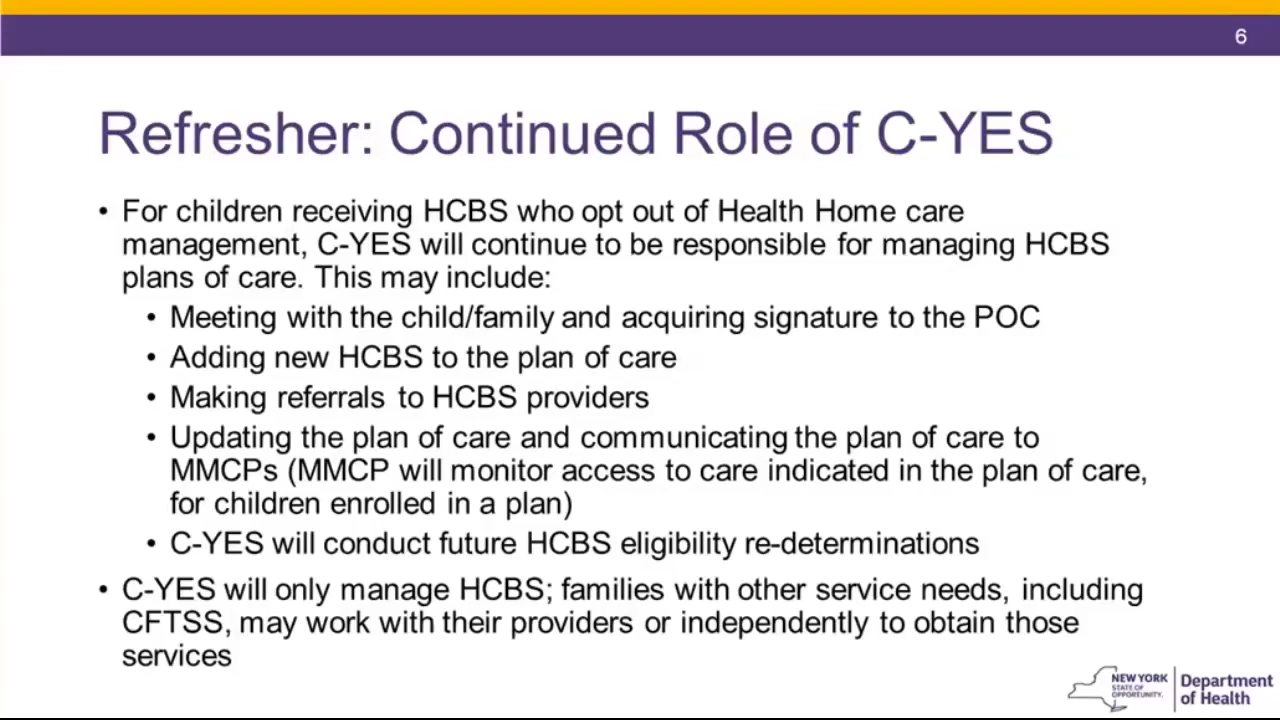 6
Refresher: Continued Role of C-YES
• For children receiving HCBS who opt out of Health Home care
management, C-YES will continue to be responsible for managing HCBS
plans of care. This may include:
• Meeting with the child/family and acquiring signature to the POC
• Adding new HCBS to the plan of care
• Making referrals to HCBS providers
• Updating the plan of care and communicating the plan of care to
MMCPs (MMCP will monitor access to care indicated in the plan of care,
for children enrolled in a plan)
• C-YES will conduct future HCBS eligibility re-determinations
• C-YES will only manage HCBS; families with other service needs, including
CFTSS, may work with their providers or independently to obtain those
services
NEW YORK
STATE OF
OPPORTUNITY.
Department
of Health